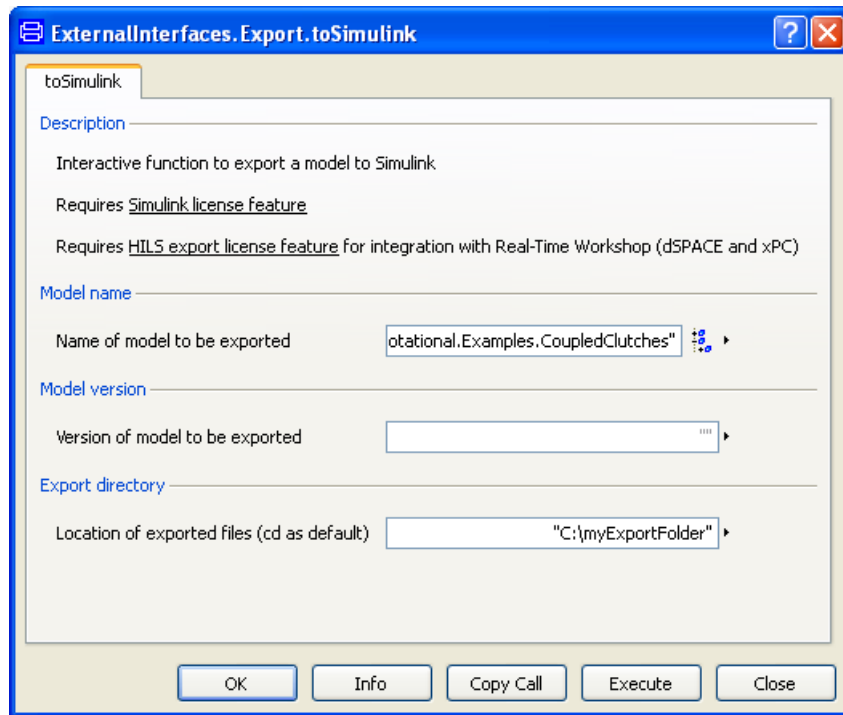 ExternalInterfaces.Export.toSimulink
toSimulink
Description
Interactive function to export a model to Simulink
Requires Simulink license feature
Requires HILS export license feature for integration with Real-Time Workshop (dSPACE and xPC)
Model name
Name of model to be exported otational.Examples.CoupledClutches"
Model version
Version of model to be exported ""
Export directory
Location of exported files (cd as default) "C:\myExportFolder"
OK Info Copy Call Execute Close